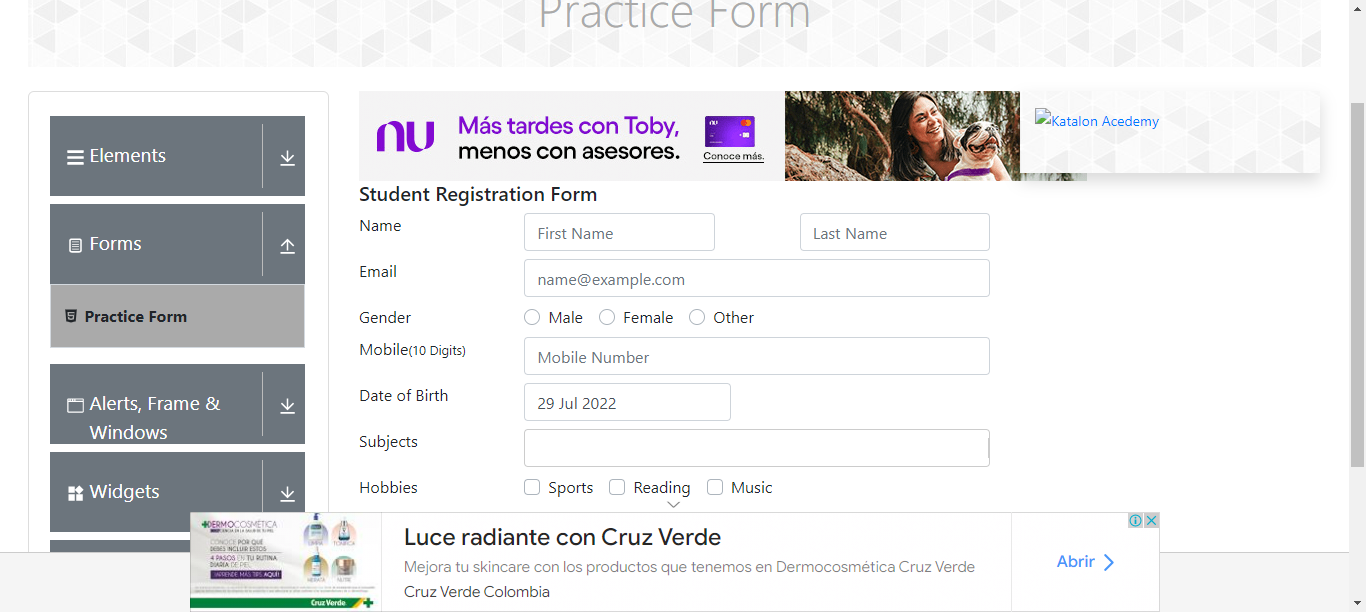 Practice Form
Elements
Forms
Practice Form
Alerts, Frame &
Windows
Widgets
nu
Más tardes con Toby,
menos con asesores.
nu
Conoce más.
Katalon Acedemy
Student Registration Form
Name
First Name
Last Name
Email
name@example.com
Gender
Male
Female
Other
Mobile(10 Digits)
Mobile Number
Date of Birth
29 Jul 2022
Subjects
Hobbies
Sports
Reading
Music
DERMOCOSMÉTICA
CONOCE POR QUÉ
DEBES INCLUIR ESTOS
4 PASOS EN TU RUTINA
DIARIA DE PIEL
¡APRENDE MÁS TIPS AQUÍ!
LIMPIA
TONIFICA
HIDRATA
NUTRE
Cruz Verde
Luce radiante con Cruz Verde
Mejora tu skincare con los productos que tenemos en Dermocosmética Cruz Verde
Cruz Verde Colombia
Abrir